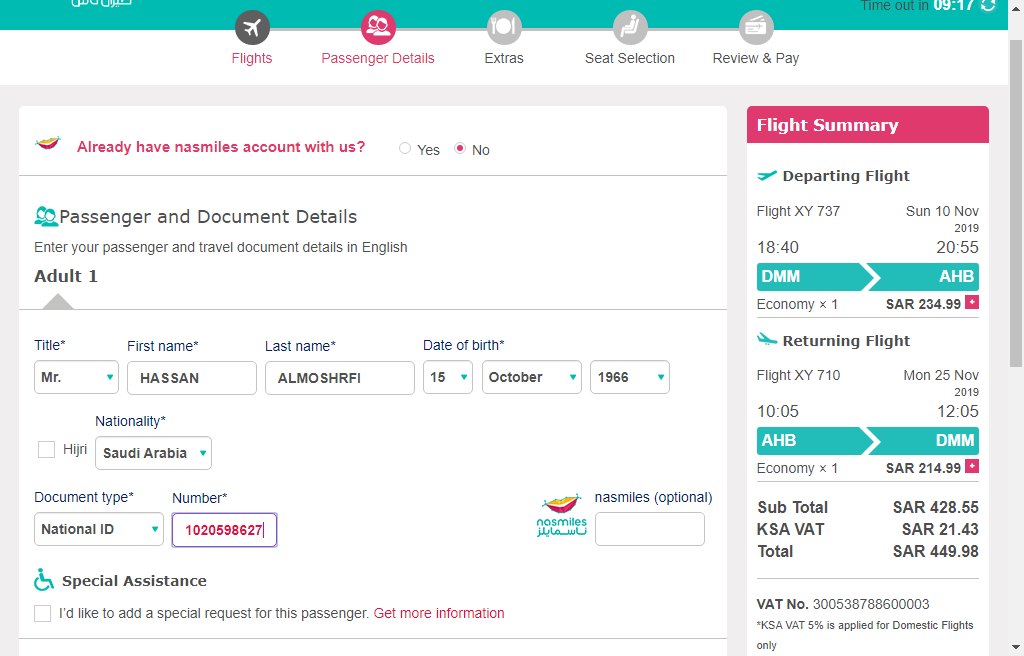 طيران ناس
Time out in 09:17
Flights
Passenger Details
Extras
Seat Selection
Review & Pay
Already have nasmiles account with us?
Yes
No
Passenger and Document Details
Enter your passenger and travel document details in English
Adult 1
Title*
First name*
Last name*
Date of birth*
Mr.
HASSAN
ALMOSHRFI
15
October
1966
Hijri
Nationality*
Saudi Arabia
Document type*
Number*
nasmiles (optional)
National ID
1020598627
nasmiles
ناسمايلز
Special Assistance
I'd like to add a special request for this passenger. Get more information
Flight Summary
Departing Flight
Flight XY 737 Sun 10 Nov
2019
18:40 20:55
DMM AHB
Economy × 1 SAR 234.99 +
Returning Flight
Flight XY 710 Mon 25 Nov
2019
10:05 12:05
AHB DMM
Economy × 1 SAR 214.99 +
Sub Total SAR 428.55
KSA VAT SAR 21.43
Total SAR 449.98
VAT No. 300538788600003
*KSA VAT 5% is applied for Domestic Flights
only